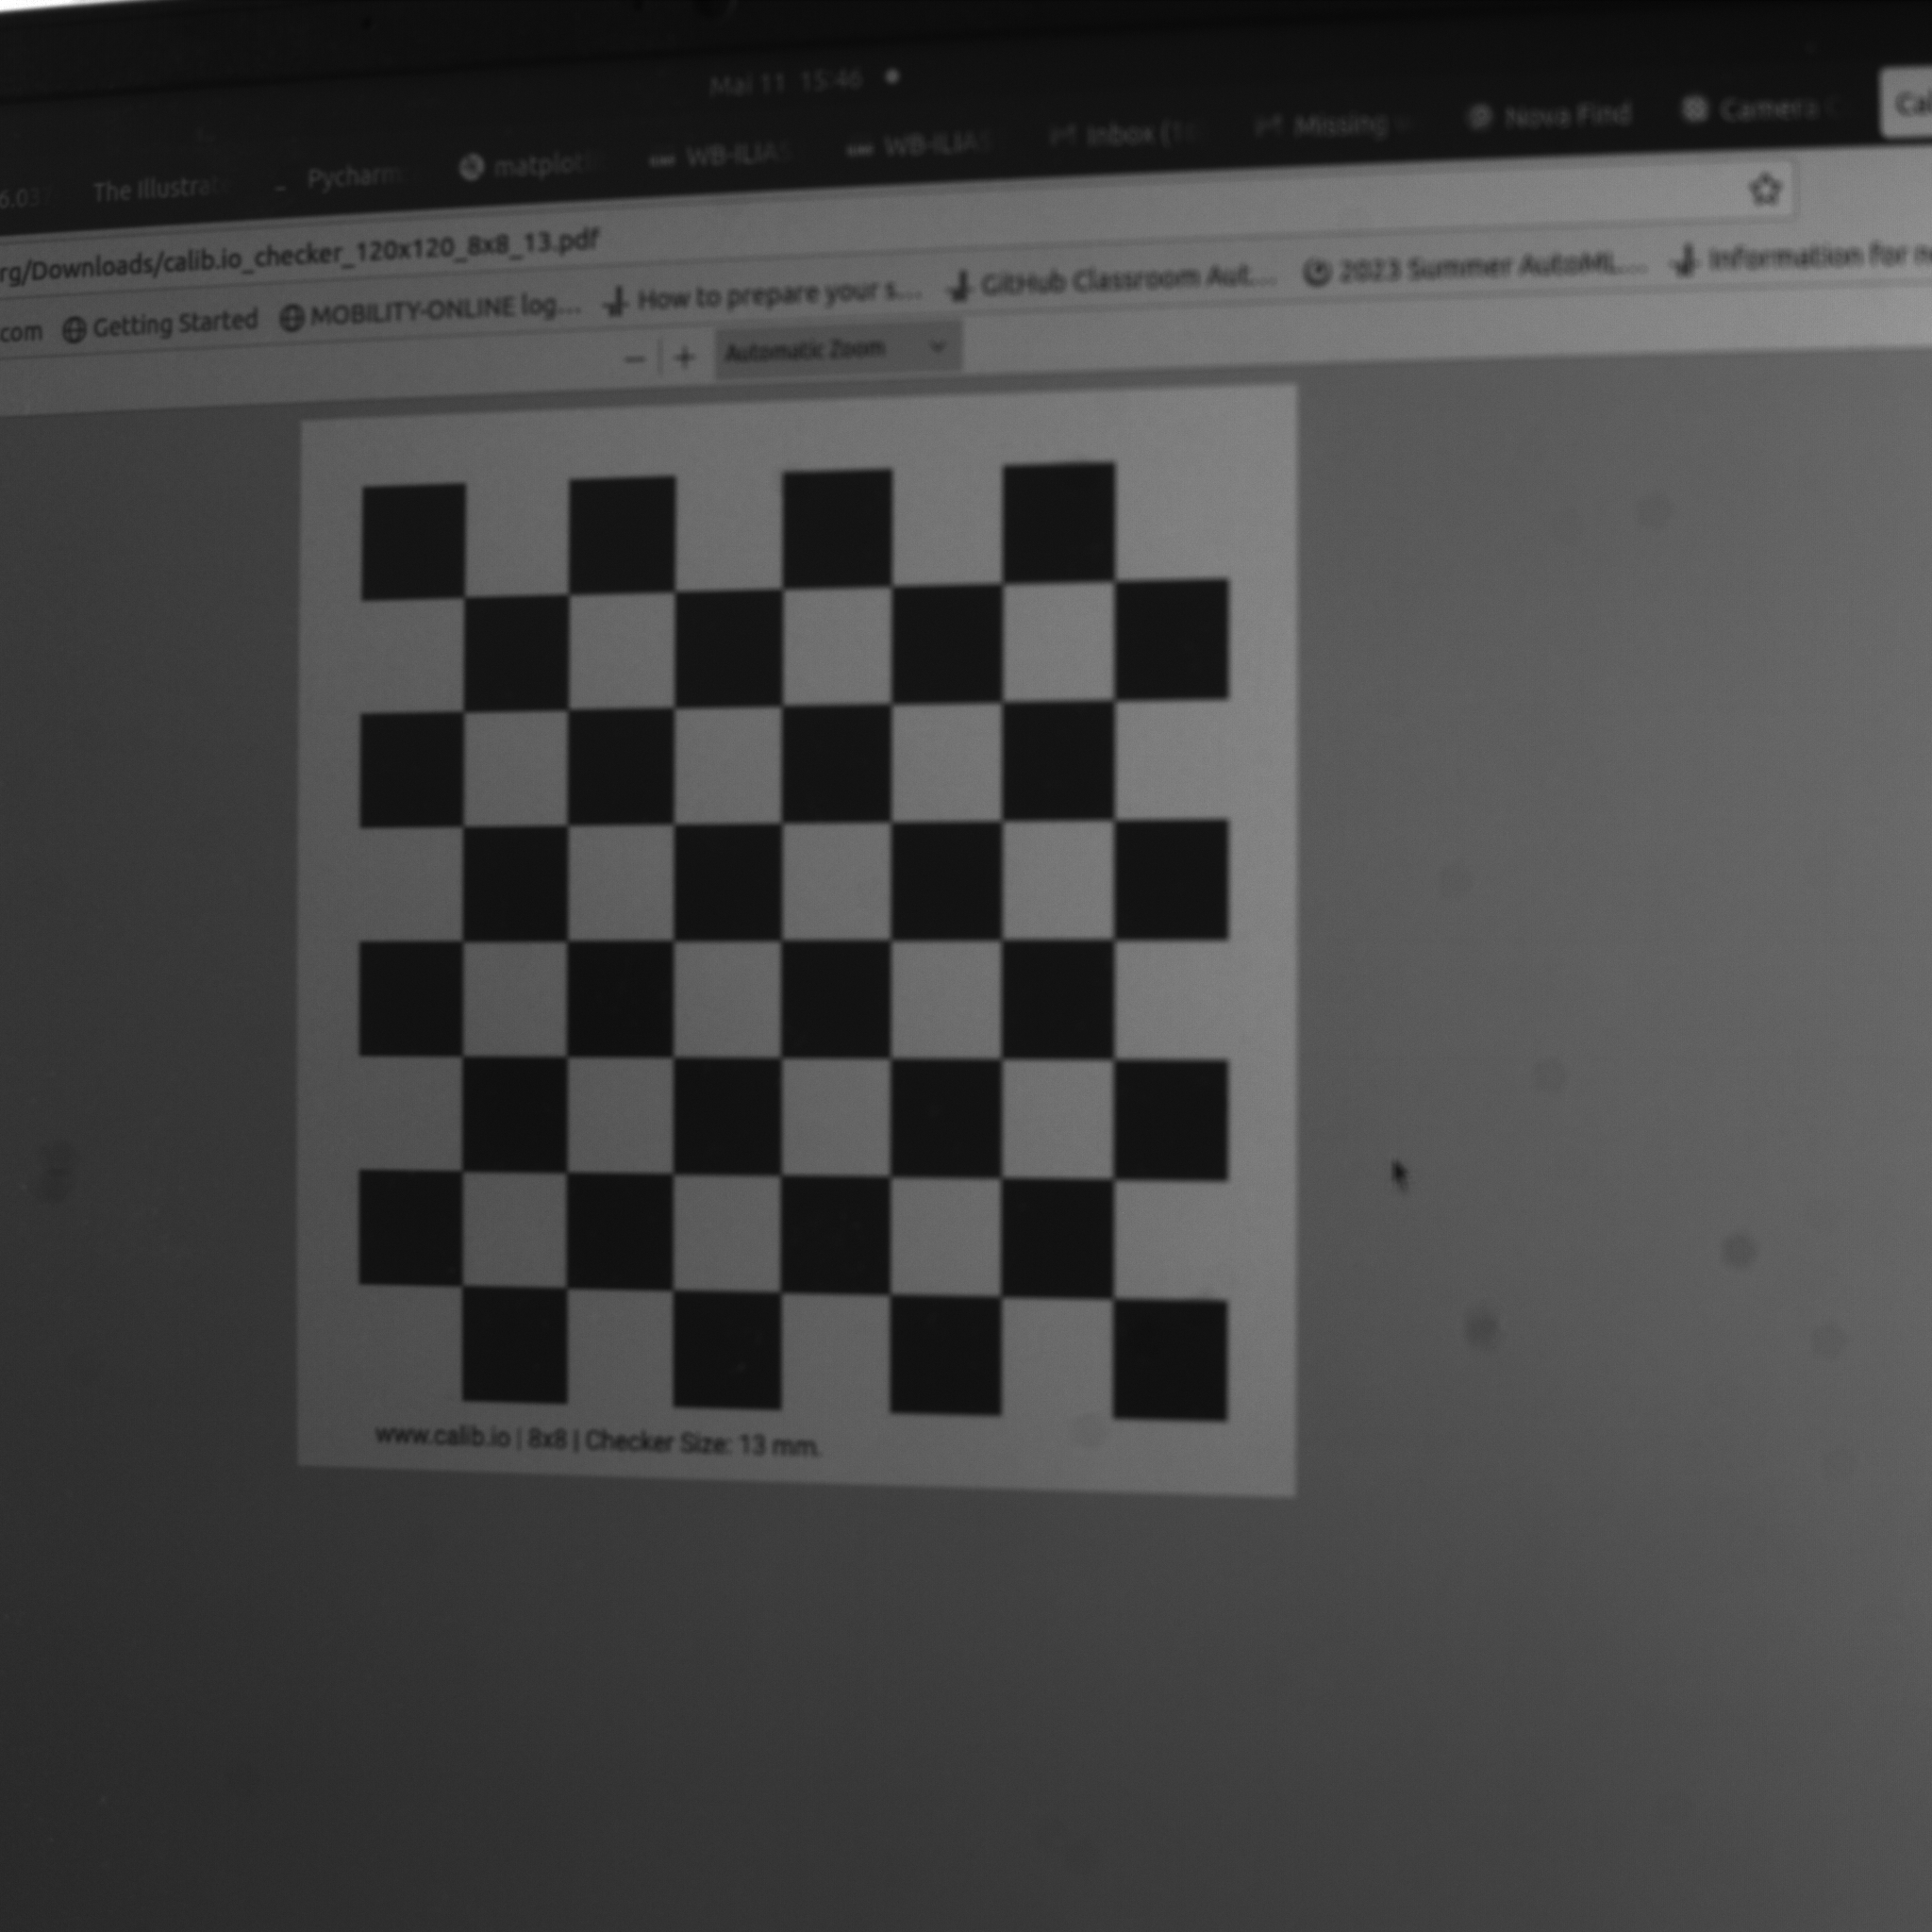 Mai 11 15:46
The Illustrat Pycharm matplotl WB-ILIAS WB-ILIAS Inbox (1 Missing Nova Find Camera Cal
rg/Downloads/calib.io_checker_120x120_8x8_13.pdf
com Getting Started MOBILITY-ONLINE log... How to prepare your s... GitHub Classroom Aut... 2023 Summer AutoML... Information for
− + Automatic Zoom
www.calib.io | 8x8 | Checker Size: 13 mm.